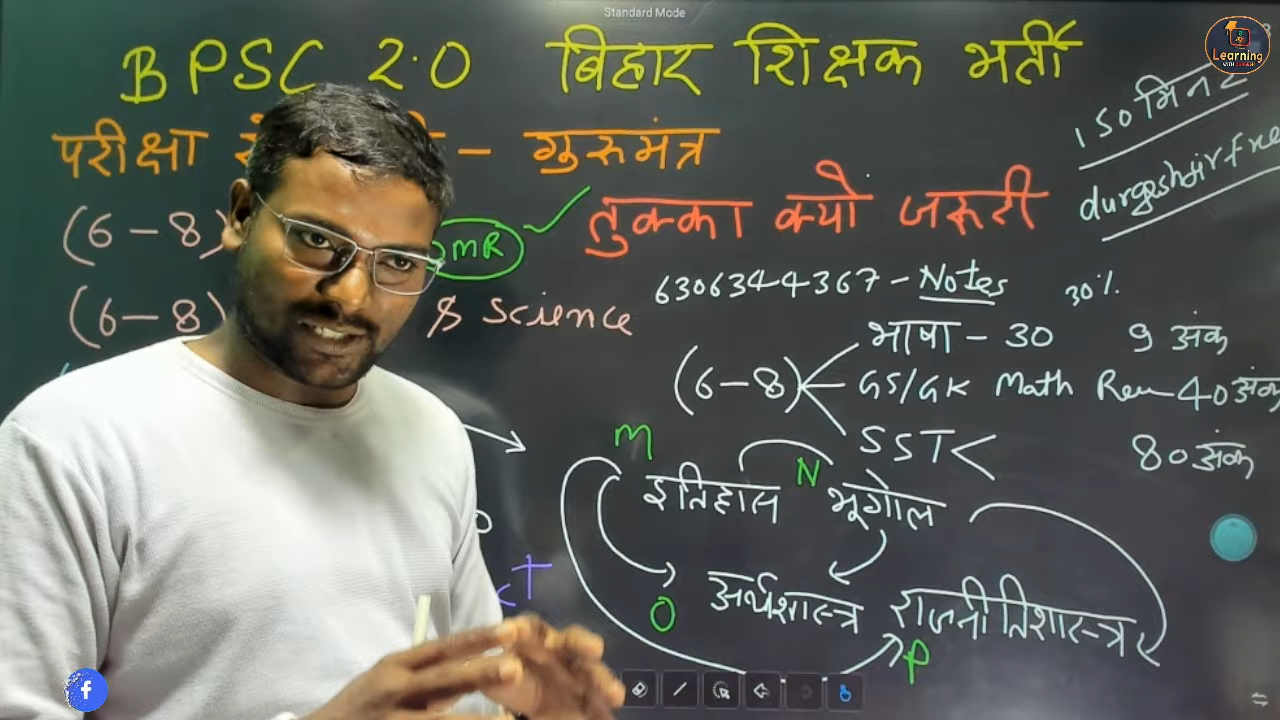 Standard Mode
Learning
BPSC 2.0 बिहार शिक्षक भर्ती
150 मिनट
परीक्षा – गुरुमंत्र
durgeshsirfree
(6-8) OMR तुक्का क्यों जरूरी
6306344367 - Notes 30%
(6-8) & Science
भाषा - 30 9 अंक
(6-8) GS/GK Math Rea - 40 अंक
SST 80 अंक
M N
इतिहास भूगोल
अर्थशास्त्र राजनीतिशास्त्र
O P
f